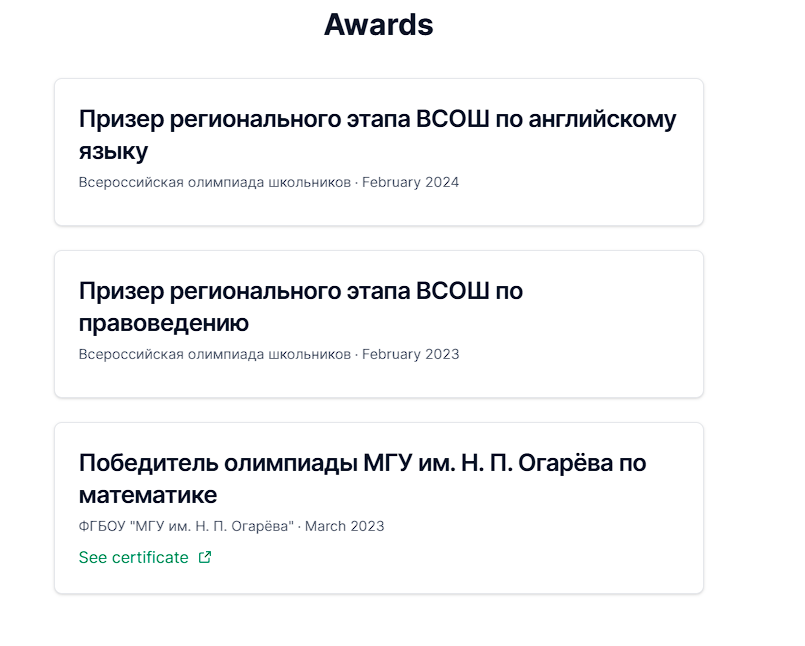 Awards
Призер регионального этапа ВСОШ по английскому
языку
Всероссийская олимпиада школьников · February 2024
Призер регионального этапа ВСОШ по
правоведению
Всероссийская олимпиада школьников · February 2023
Победитель олимпиады МГУ им. Н. П. Огарёва по
математике
ФГБОУ "МГУ им. Н. П. Огарёва" · March 2023
See certificate